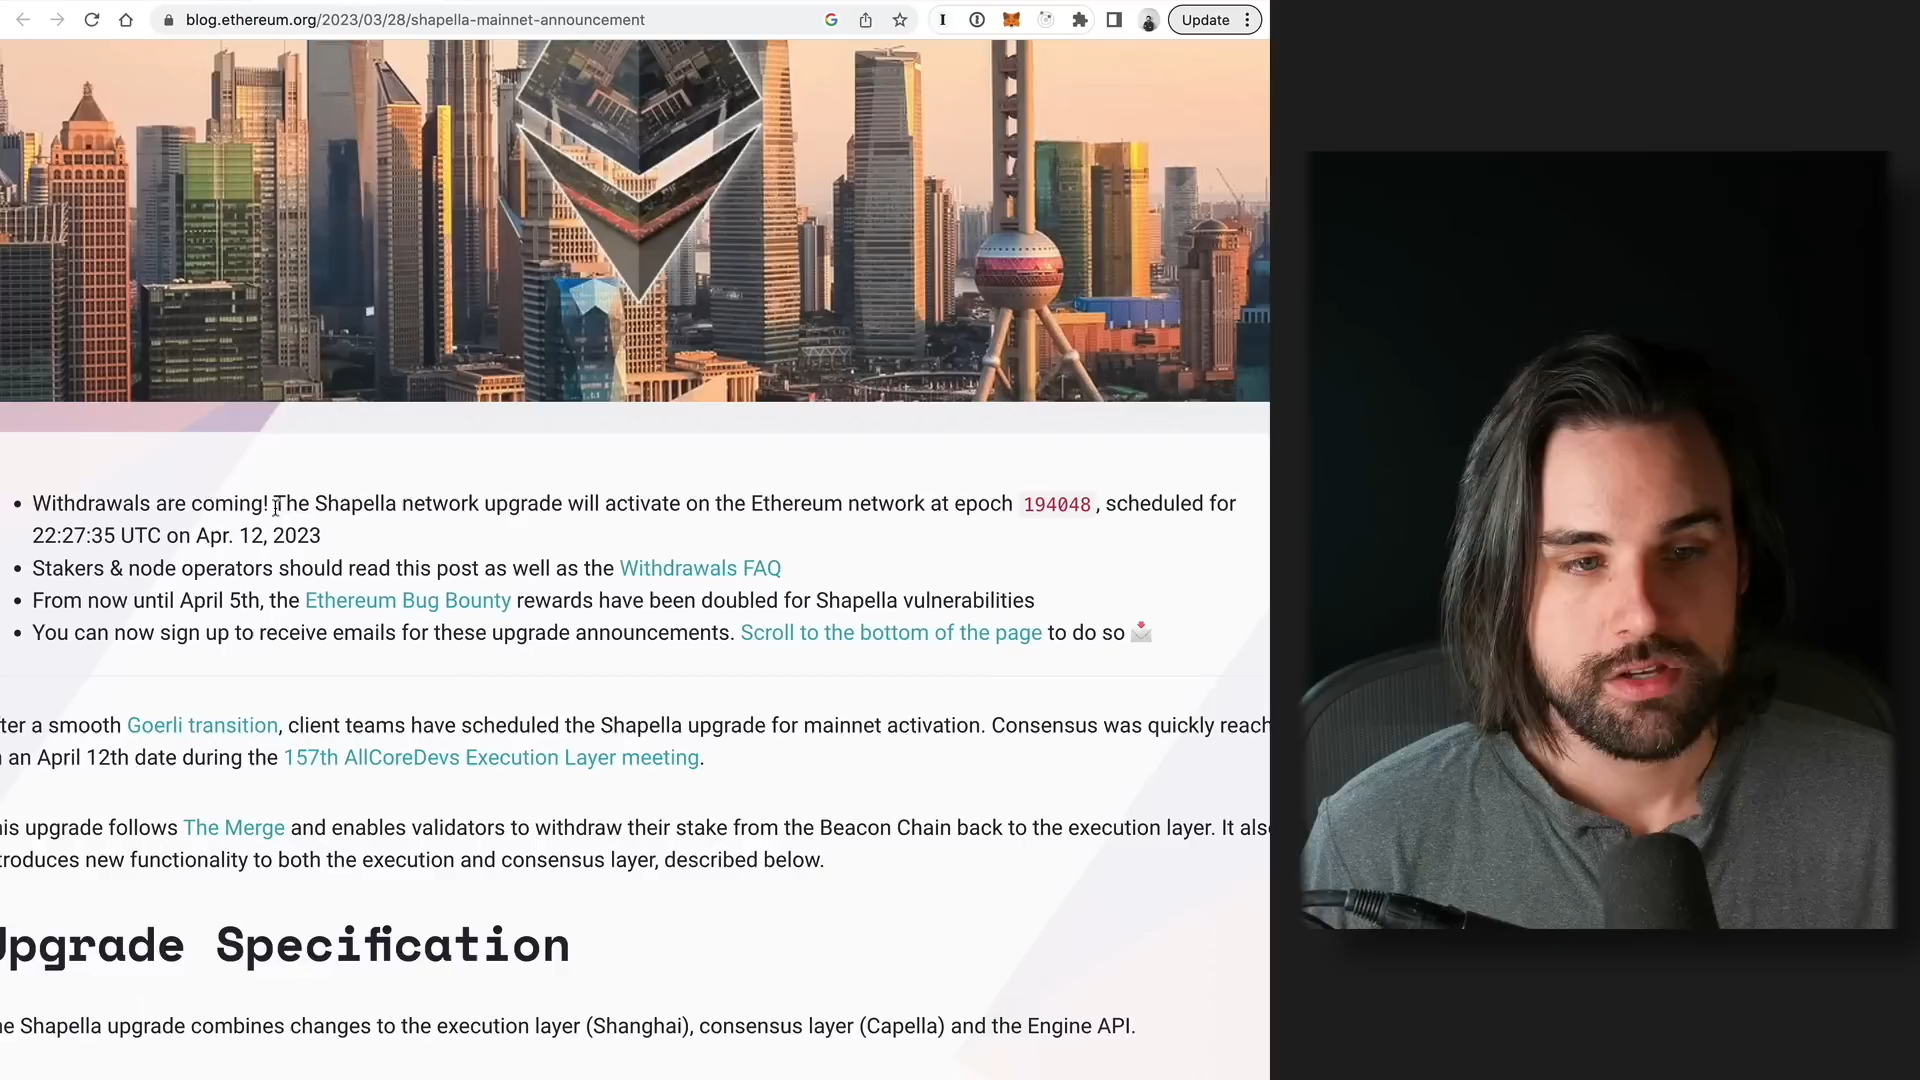 blog.ethereum.org/2023/03/28/shapella-mainnet-announcement
Update
Withdrawals are coming! The Shapella network upgrade will activate on the Ethereum network at epoch 194048, scheduled for
22:27:35 UTC on Apr. 12, 2023
Stakers & node operators should read this post as well as the Withdrawals FAQ
From now until April 5th, the Ethereum Bug Bounty rewards have been doubled for Shapella vulnerabilities
You can now sign up to receive emails for these upgrade announcements. Scroll to the bottom of the page to do so
ter a smooth Goerli transition, client teams have scheduled the Shapella upgrade for mainnet activation. Consensus was quickly reach
an April 12th date during the 157th AllCoreDevs Execution Layer meeting.
is upgrade follows The Merge and enables validators to withdraw their stake from the Beacon Chain back to the execution layer. It als
troduces new functionality to both the execution and consensus layer, described below.
pgrade Specification
e Shapella upgrade combines changes to the execution layer (Shanghai), consensus layer (Capella) and the Engine API.